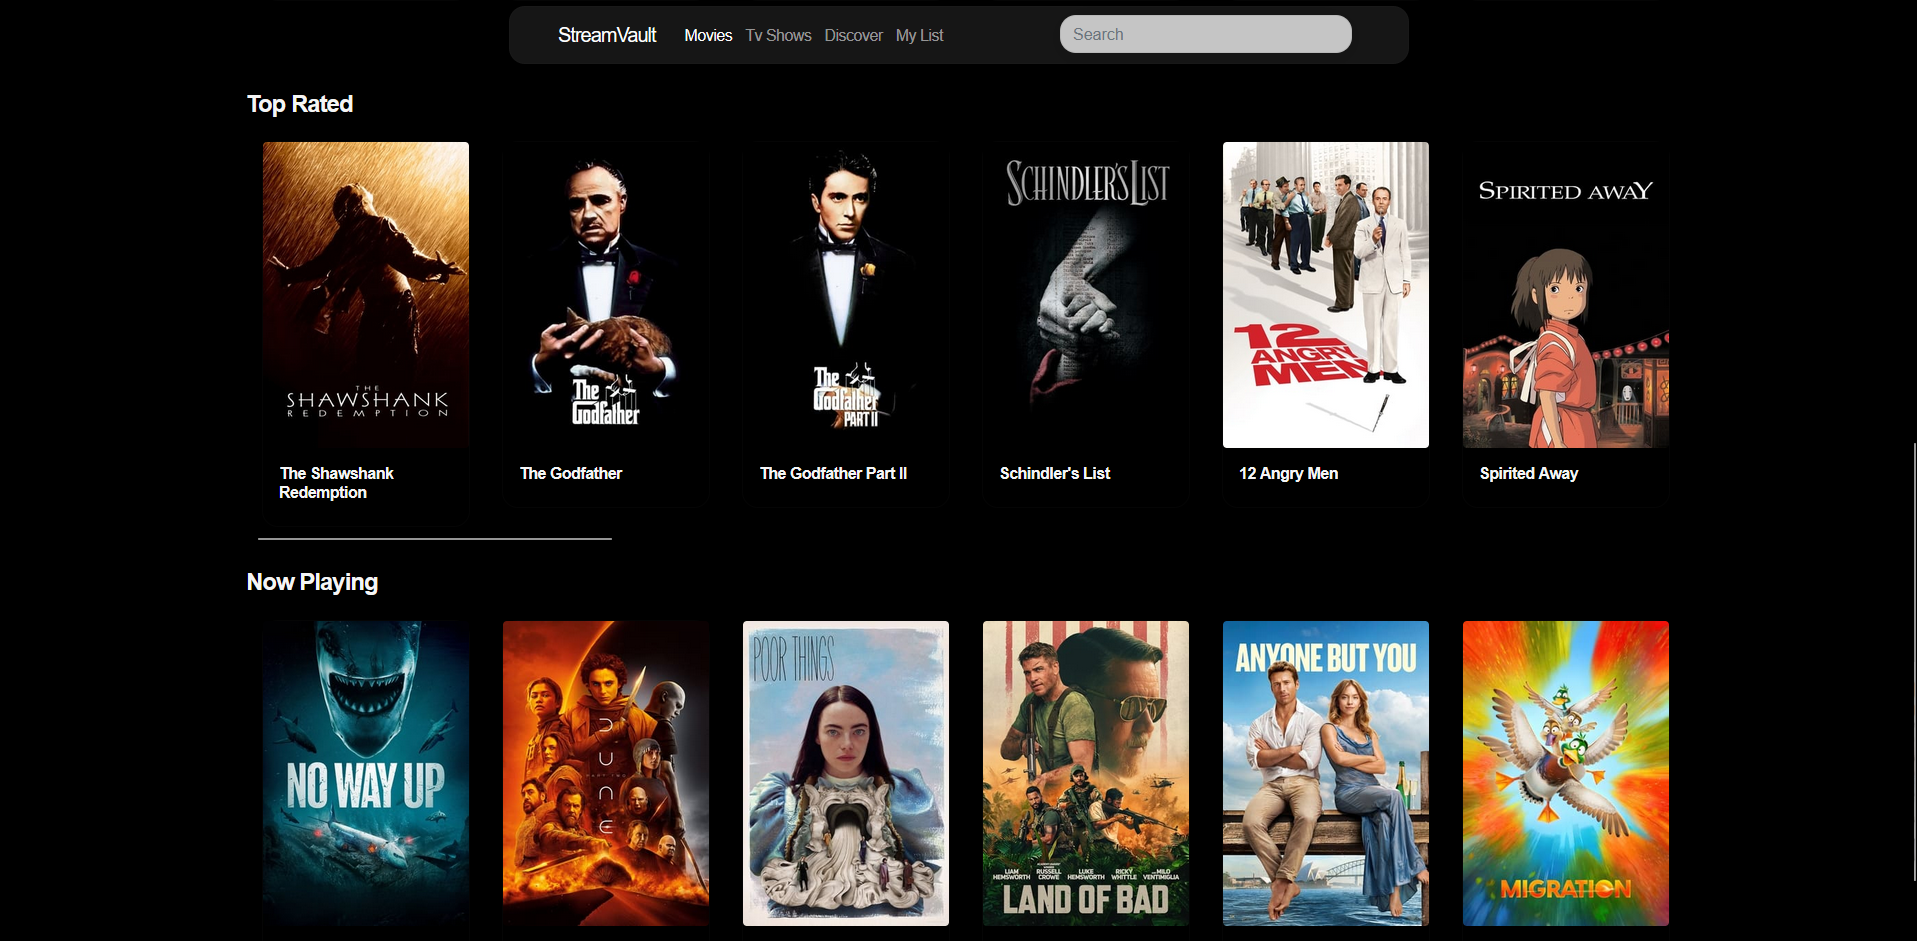 StreamVault Movies Tv Shows Discover My List Search
Top Rated
THE
SHAWSHANK
REDEMPTION
The
Godfather
The
Godfather
PART II
SCHINDLER'S LIST
12
ANGRY
MEN
SPIRITED AWAY
The Shawshank
Redemption
The Godfather
The Godfather Part II
Schindler's List
12 Angry Men
Spirited Away
Now Playing
NO WAY UP
DUNE
POOR THINGS
LIAM HEMSWORTH RUSSELL CROWE LUKE HEMSWORTH RICKY WHITTLE MILO VENTIMIGLIA
LAND OF BAD
ANYONE BUT YOU
MIGRATION